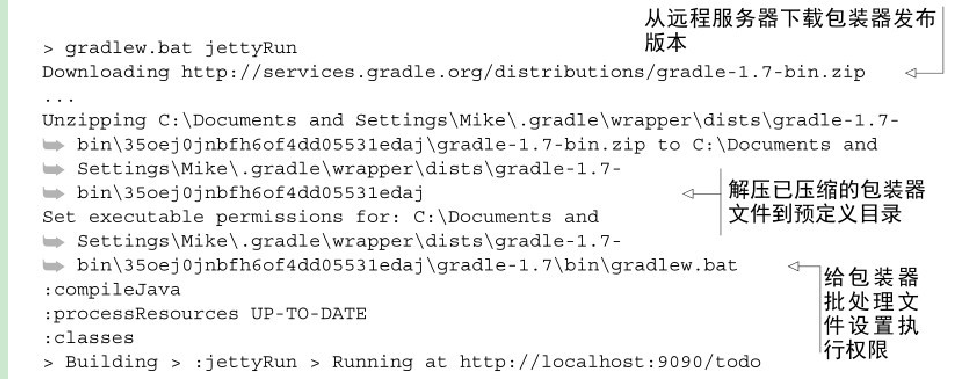 从远程服务器下载包装器发布
版本
> gradlew.bat jettyRun
Downloading http://services.gradle.org/distributions/gradle-1.7-bin.zip
...
Unzipping C:\Documents and Settings\Mike\.gradle\wrapper\dists\gradle-1.7-
bin\35oej0jnbfh6of4dd05531edaj\gradle-1.7-bin.zip to C:\Documents and
Settings\Mike\.gradle\wrapper\dists\gradle-1.7-
bin\35oej0jnbfh6of4dd05531edaj
解压已压缩的包装器
文件到预定义目录
Set executable permissions for: C:\Documents and
Settings\Mike\.gradle\wrapper\dists\gradle-1.7-
bin\35oej0jnbfh6of4dd05531edaj\gradle-1.7\bin\gradlew.bat
给包装器
批处理文
件设置执
行权限
:compileJava
:processResources UP-TO-DATE
:classes
> Building > :jettyRun > Running at http://localhost:9090/todo